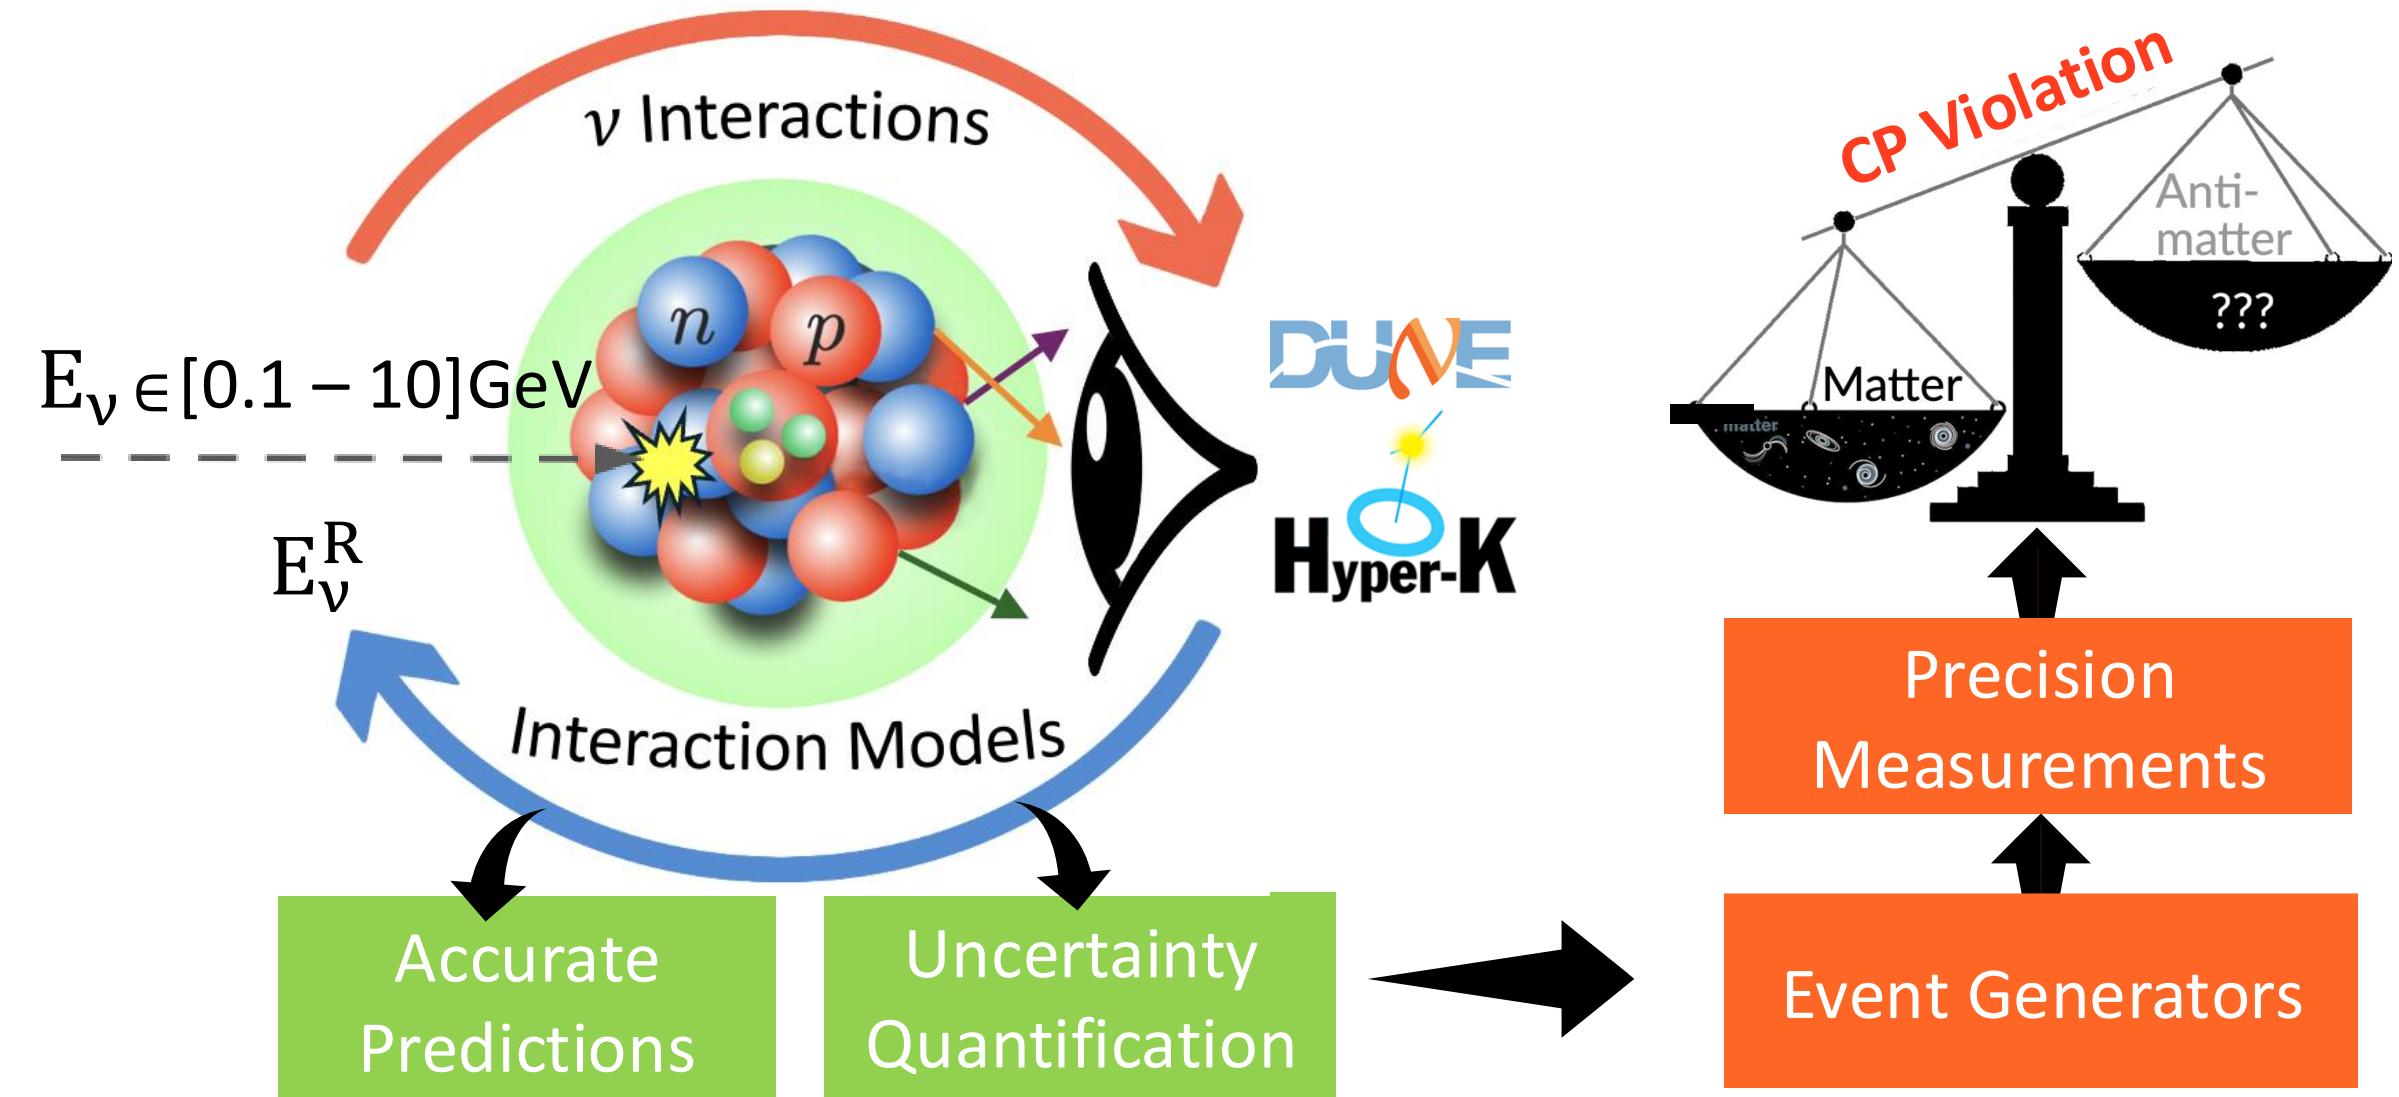 ν Interactions
CP Violation
n
p
E_ν ∈ [0.1 – 10]GeV
E_ν^R
DUNE
Hyper-K
Anti-
matter
???
Matter
matter
Interaction Models
Precision
Measurements
Accurate
Predictions
Uncertainty
Quantification
Event Generators